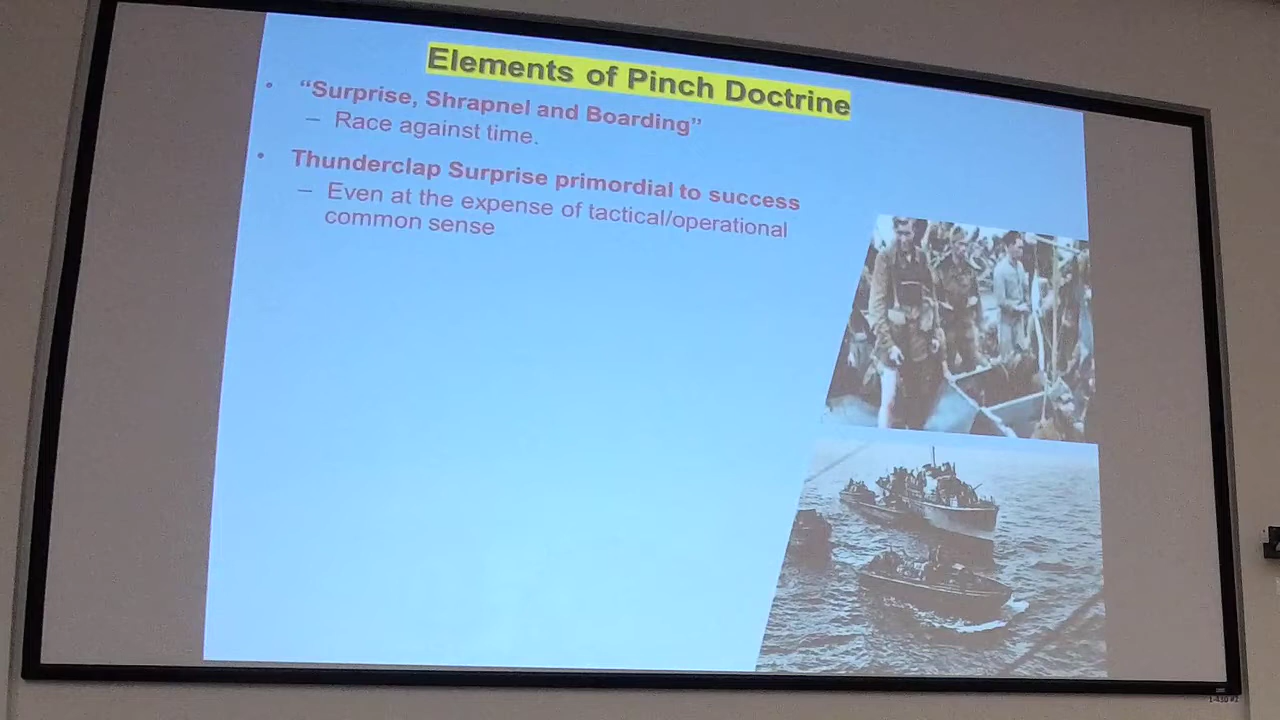 Elements of Pinch Doctrine
• “Surprise, Shrapnel and Boarding”
– Race against time.
• Thunderclap Surprise primordial to success
– Even at the expense of tactical/operational
common sense